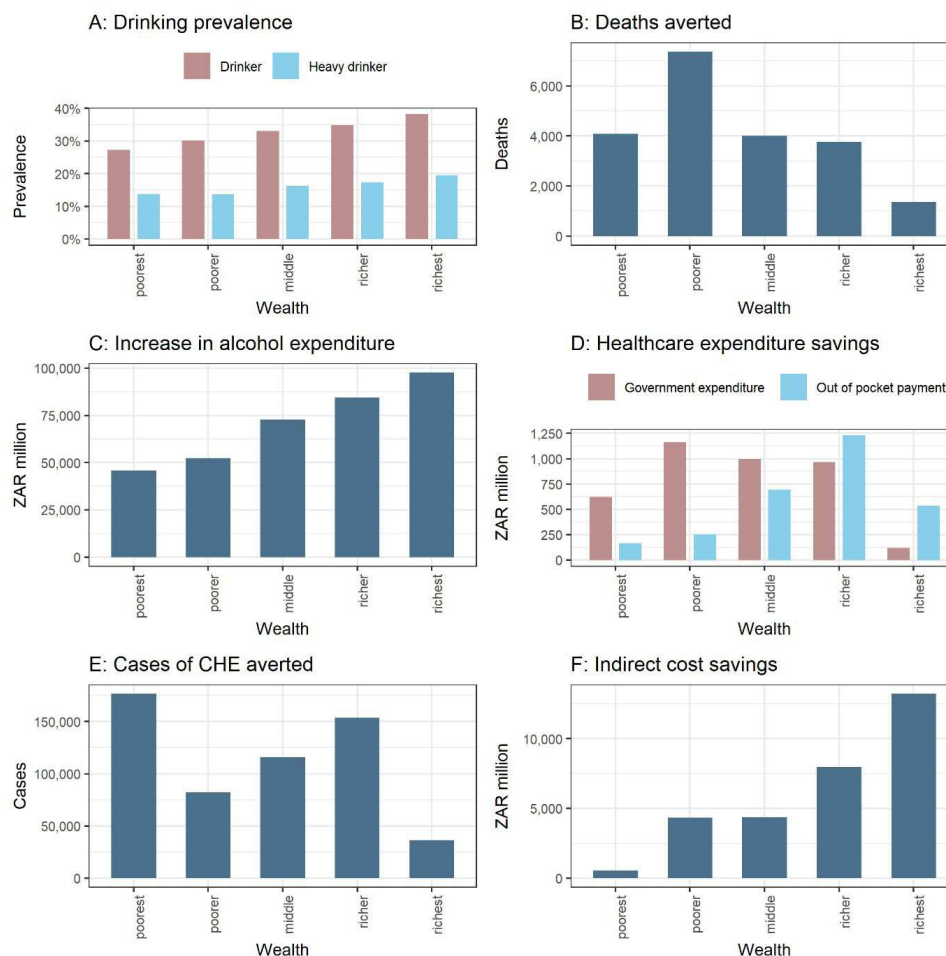 A: Drinking prevalence
Drinker Heavy drinker
Prevalence
40%
30%
20%
10%
0%
poorest poorer middle richer richest
Wealth
B: Deaths averted
Deaths
6,000
4,000
2,000
0
poorest poorer middle richer richest
Wealth
C: Increase in alcohol expenditure
ZAR million
100,000
75,000
50,000
25,000
0
poorest poorer middle richer richest
Wealth
D: Healthcare expenditure savings
Government expenditure Out of pocket payment
ZAR million
1,250
1,000
750
500
250
0
poorest poorer middle richer richest
Wealth
E: Cases of CHE averted
Cases
150,000
100,000
50,000
0
poorest poorer middle richer richest
Wealth
F: Indirect cost savings
ZAR million
10,000
5,000
0
poorest poorer middle richer richest
Wealth